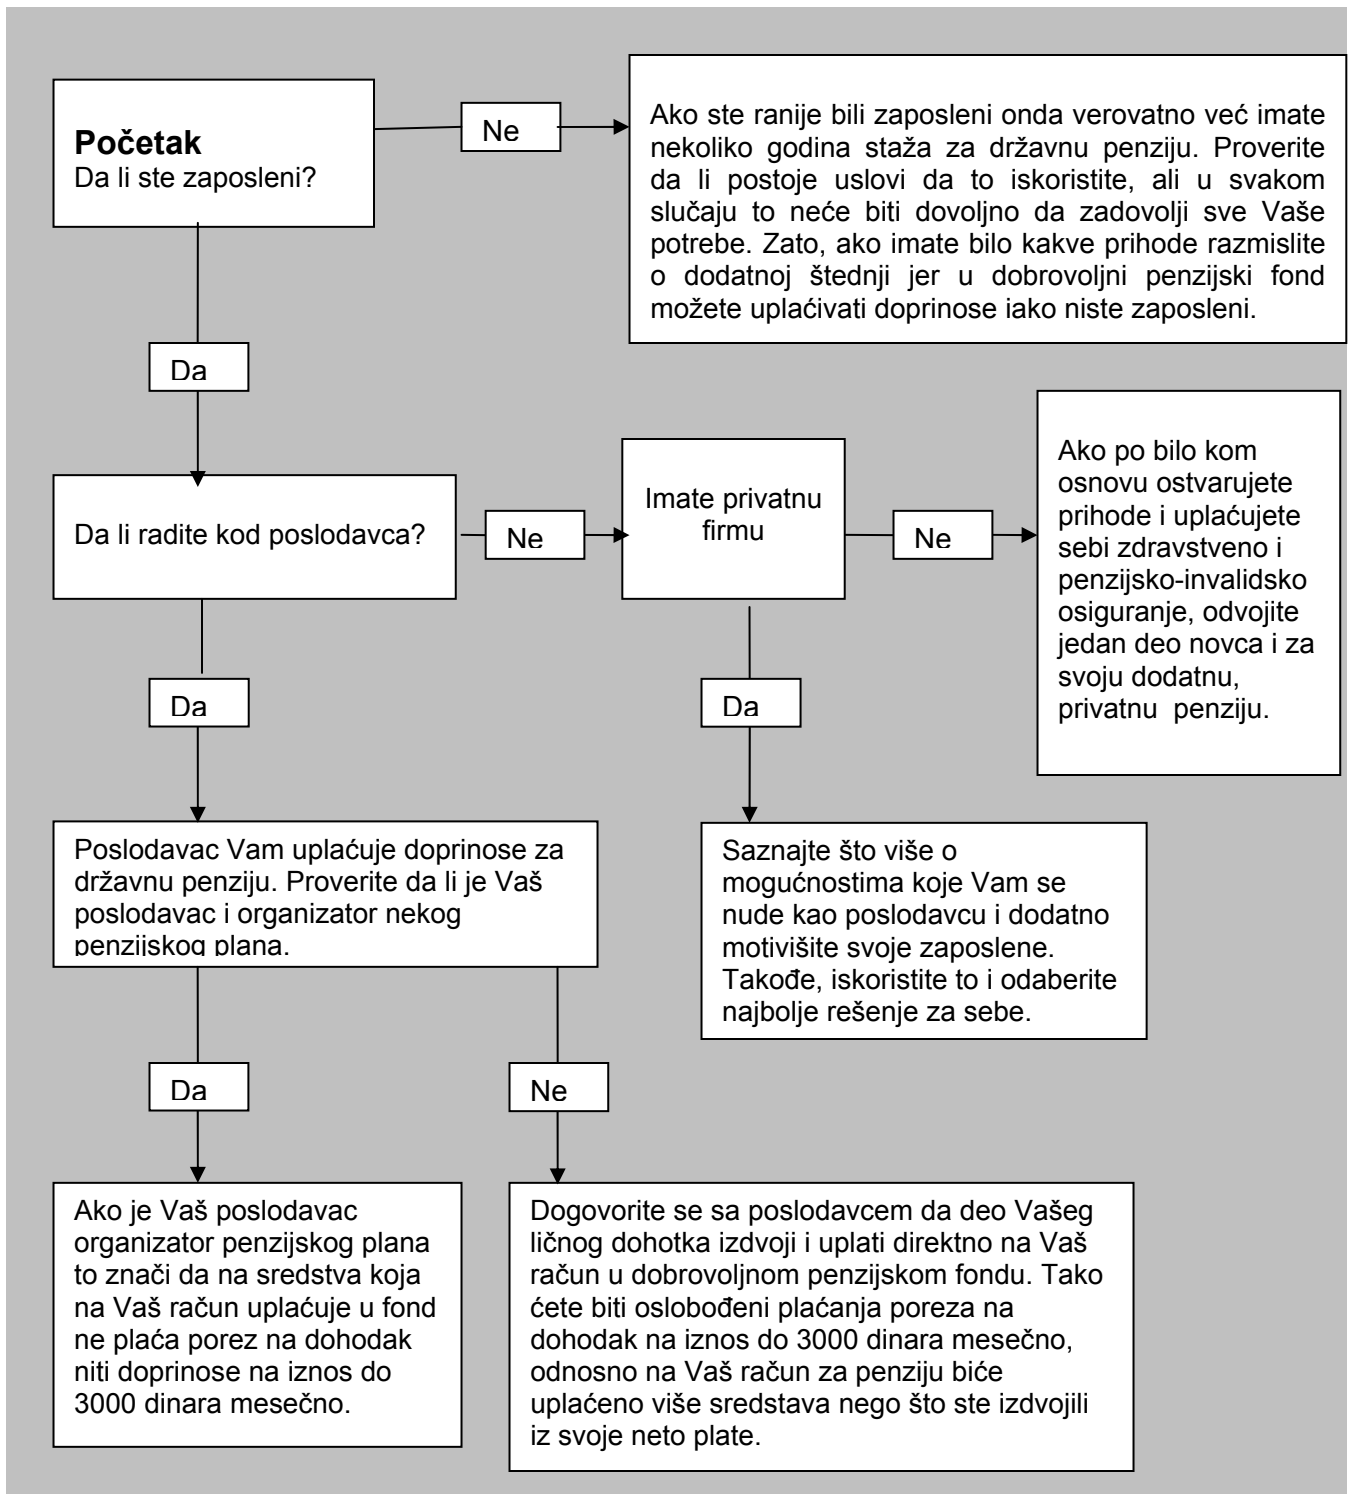 Početak
Da li ste zaposleni?
Ne
Ako ste ranije bili zaposleni onda verovatno već imate
nekoliko godina staža za državnu penziju. Proverite
da li postoje uslovi da to iskoristite, ali u svakom
slučaju to neće biti dovoljno da zadovolji sve Vaše
potrebe. Zato, ako imate bilo kakve prihode razmislite
o dodatnoj štednji jer u dobrovoljni penzijski fond
možete uplaćivati doprinose iako niste zaposleni.
Da
Da li radite kod poslodavca?
Ne
Imate privatnu
firmu
Ne
Ako po bilo kom
osnovu ostvarujete
prihode i uplaćujete
sebi zdravstveno i
penzijsko-invalidsko
osiguranje, odvojite
jedan deo novca i za
svoju dodatnu,
privatnu penziju.
Da
Da
Poslodavac Vam uplaćuje doprinose za
državnu penziju. Proverite da li je Vaš
poslodavac i organizator nekog
penzijskog plana.
Saznajte što više o
mogućnostima koje Vam se
nude kao poslodavcu i dodatno
motivišite svoje zaposlene.
Takođe, iskoristite to i odaberite
najbolje rešenje za sebe.
Da
Ne
Ako je Vaš poslodavac
organizator penzijskog plana
to znači da na sredstva koja
na Vaš račun uplaćuje u fond
ne plaća porez na dohodak
niti doprinose na iznos do
3000 dinara mesečno.
Dogovorite se sa poslodavcem da deo Vašeg
ličnog dohotka izdvoji i uplati direktno na Vaš
račun u dobrovoljnom penzijskom fondu. Tako
ćete biti oslobođeni plaćanja poreza na
dohodak na iznos do 3000 dinara mesečno,
odnosno na Vaš račun za penziju biće
uplaćeno više sredstava nego što ste izdvojili
iz svoje neto plate.